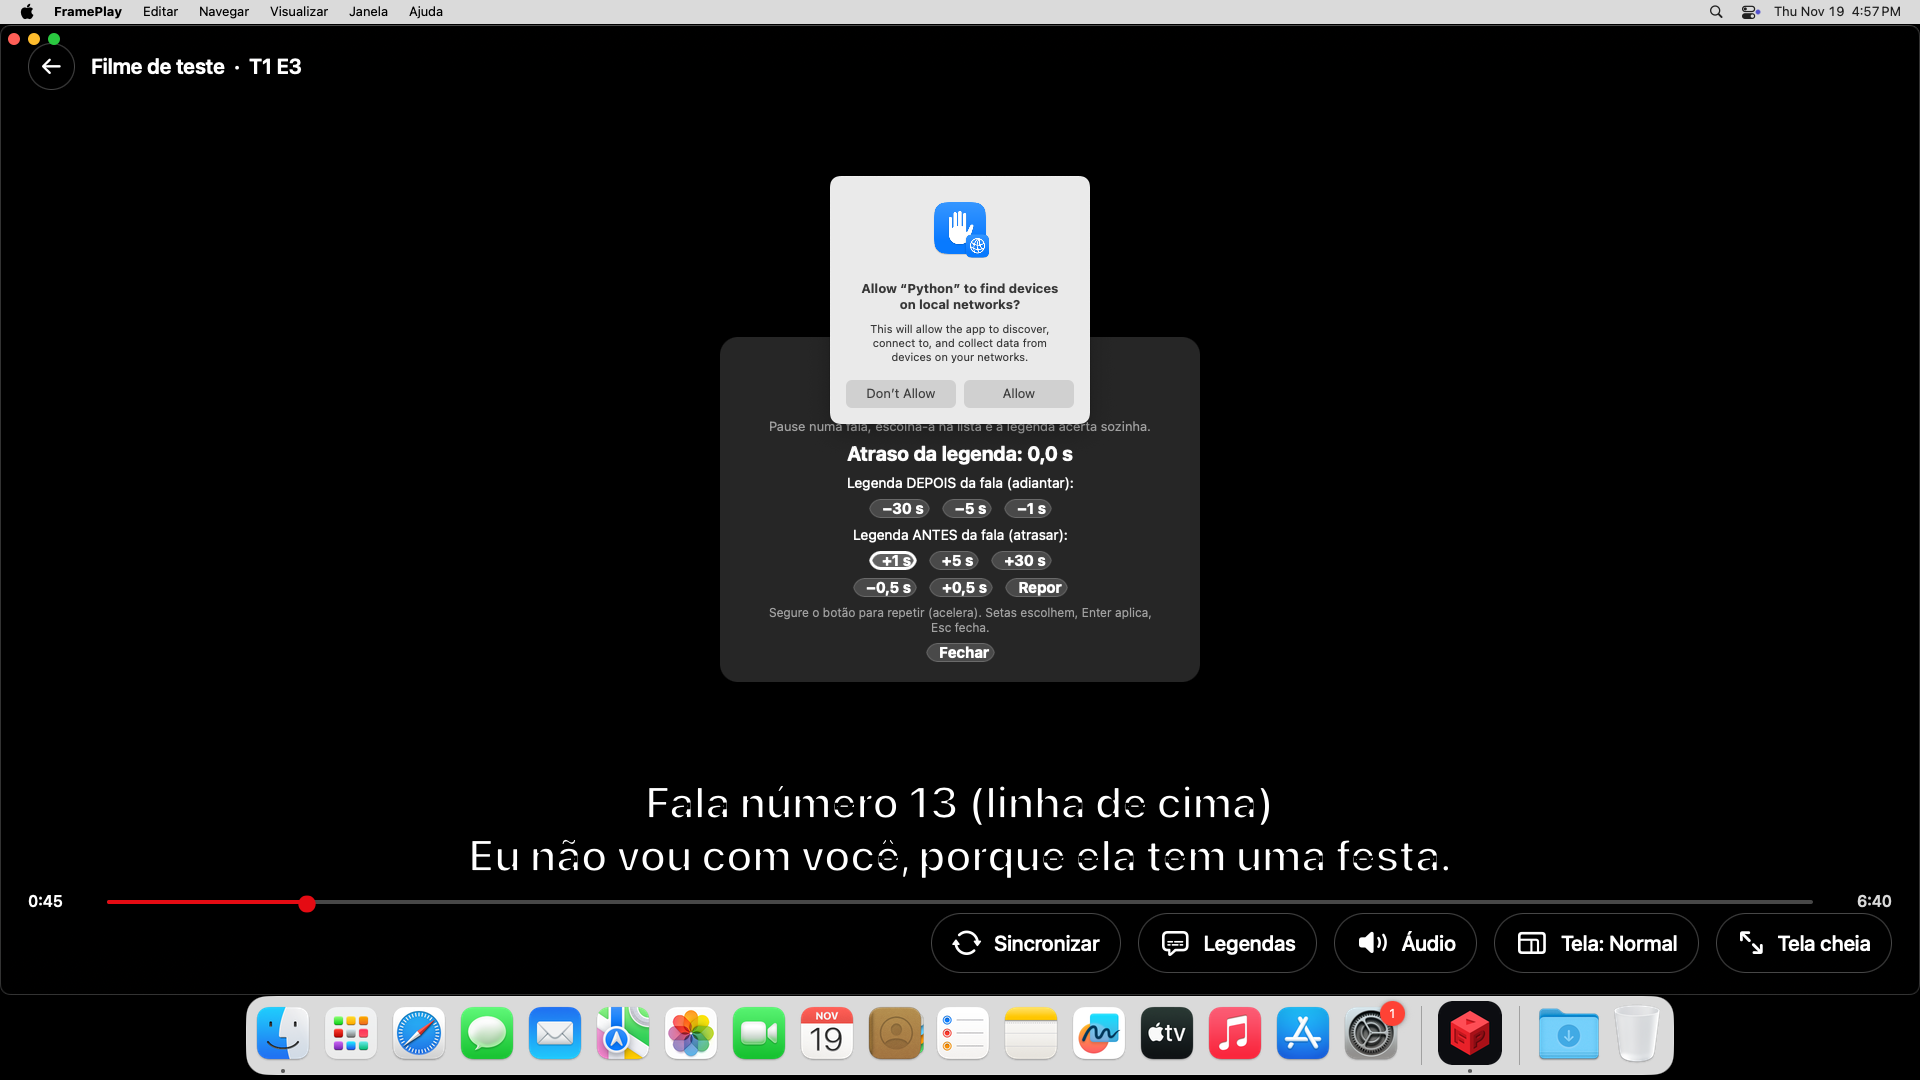 FramePlay Editar Navegar Visualizar Janela Ajuda Thu Nov 19 4:57 PM
Filme de teste · T1 E3
Allow “Python” to find devices
on local networks?
This will allow the app to discover,
connect to, and collect data from
devices on your networks.
Don’t Allow Allow
Pause numa fala, escolha-a na lista e a legenda acerta sozinha.
Atraso da legenda: 0,0 s
Legenda DEPOIS da fala (adiantar):
−30 s −5 s −1 s
Legenda ANTES da fala (atrasar):
+1 s +5 s +30 s
−0,5 s +0,5 s Repor
Segure o botão para repetir (acelera). Setas escolhem, Enter aplica,
Esc fecha.
Fechar
Fala número 13 (linha de cima)
Eu não vou com você, porque ela tem uma festa.
0:45 6:40
Sincronizar Legendas Áudio Tela: Normal Tela cheia
NOV
19
tv
1